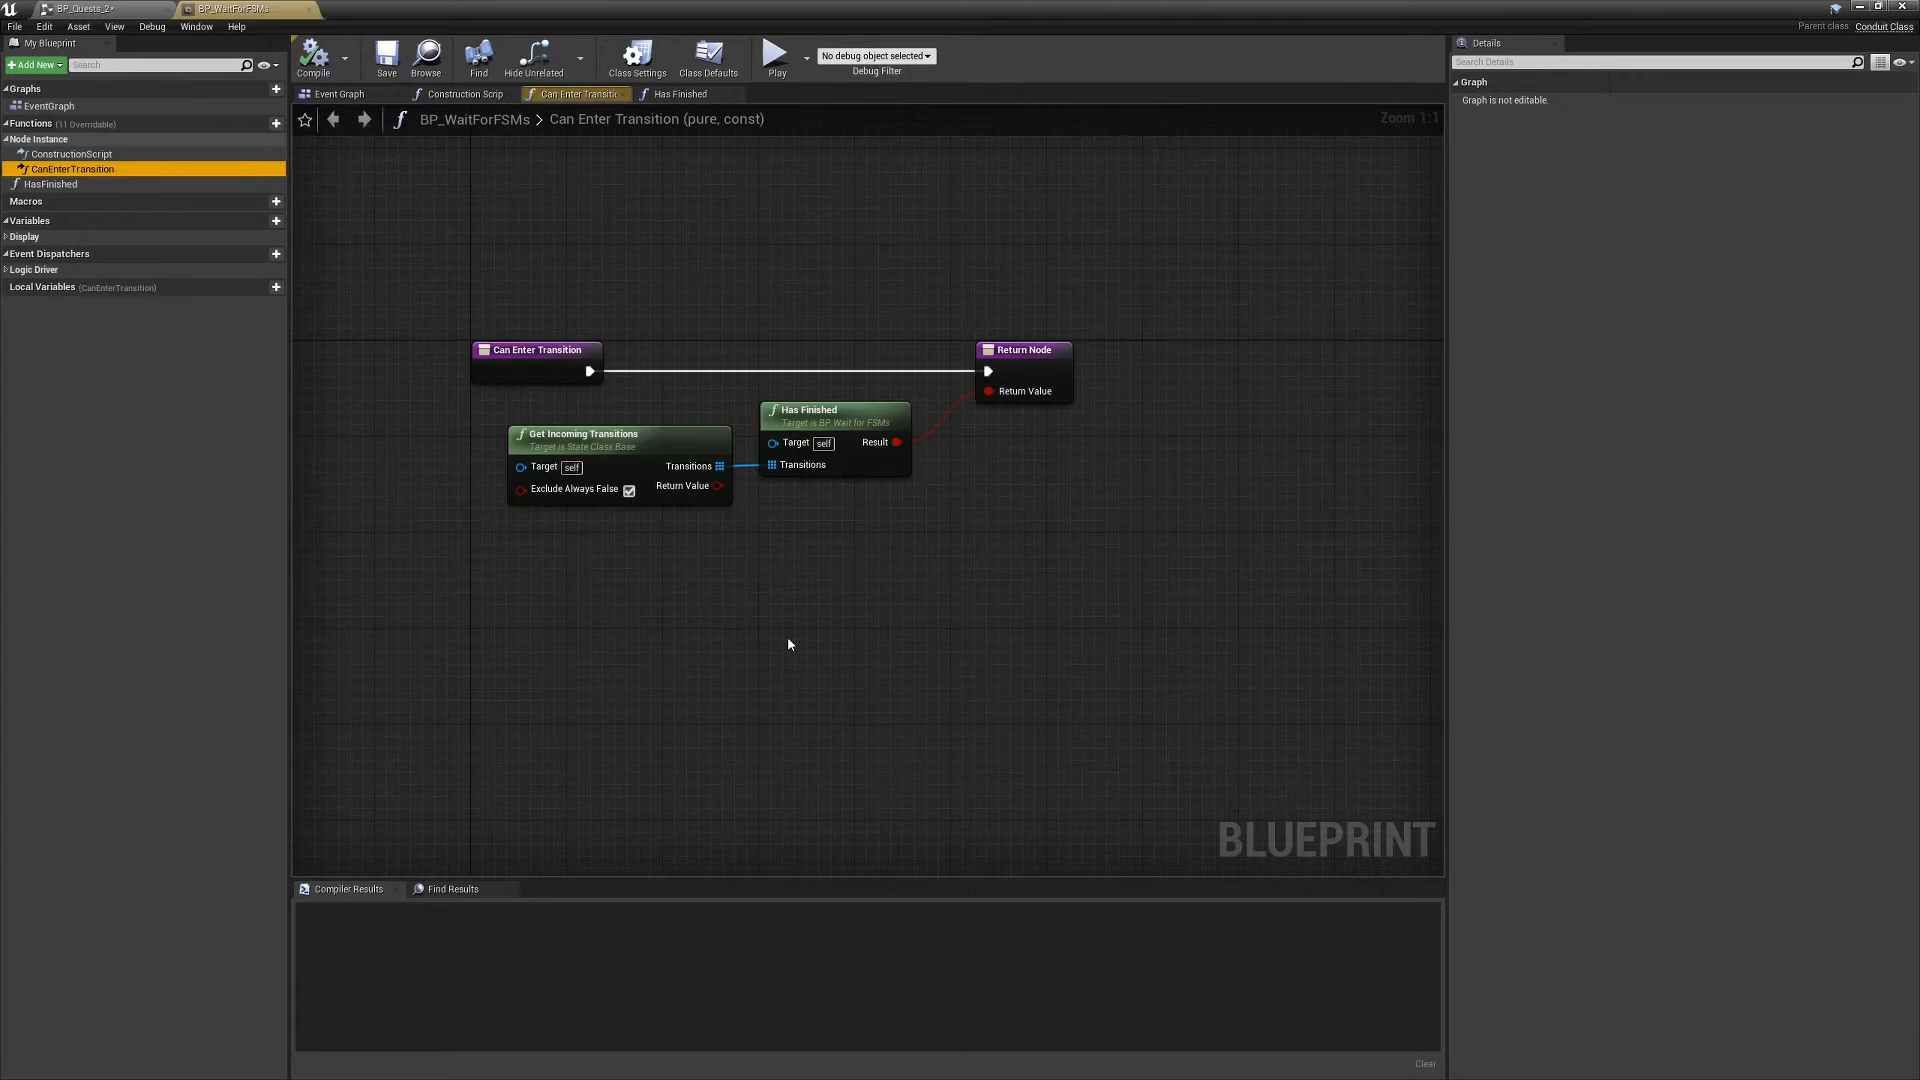 BP_Quests_2*
BP_WaitForFSMs
File Edit Asset View Debug Window Help
Parent class: Conduit Class
My Blueprint
Add New
Search
Compile
Save
Browse
Find
Hide Unrelated
Class Settings
Class Defaults
Play
No debug object selected
Debug Filter
Details
Search Details
Graph
Graph is not editable.
Graphs
EventGraph
Functions (11 Overridable)
Node Instance
ConstructionScript
CanEnterTransition
HasFinished
Macros
Variables
Display
Event Dispatchers
Logic Driver
Local Variables (CanEnterTransition)
Event Graph
Construction Scrip
Can Enter Transitic
Has Finished
BP_WaitForFSMs > Can Enter Transition (pure, const)
Zoom 1:1
Can Enter Transition
Return Node
Return Value
Has Finished
Target is BP Wait for FSMs
Target self Result
Transitions
Get Incoming Transitions
Target is State Class Base
Target self Transitions
Exclude Always False Return Value
BLUEPRINT
Compiler Results
Find Results
Clear